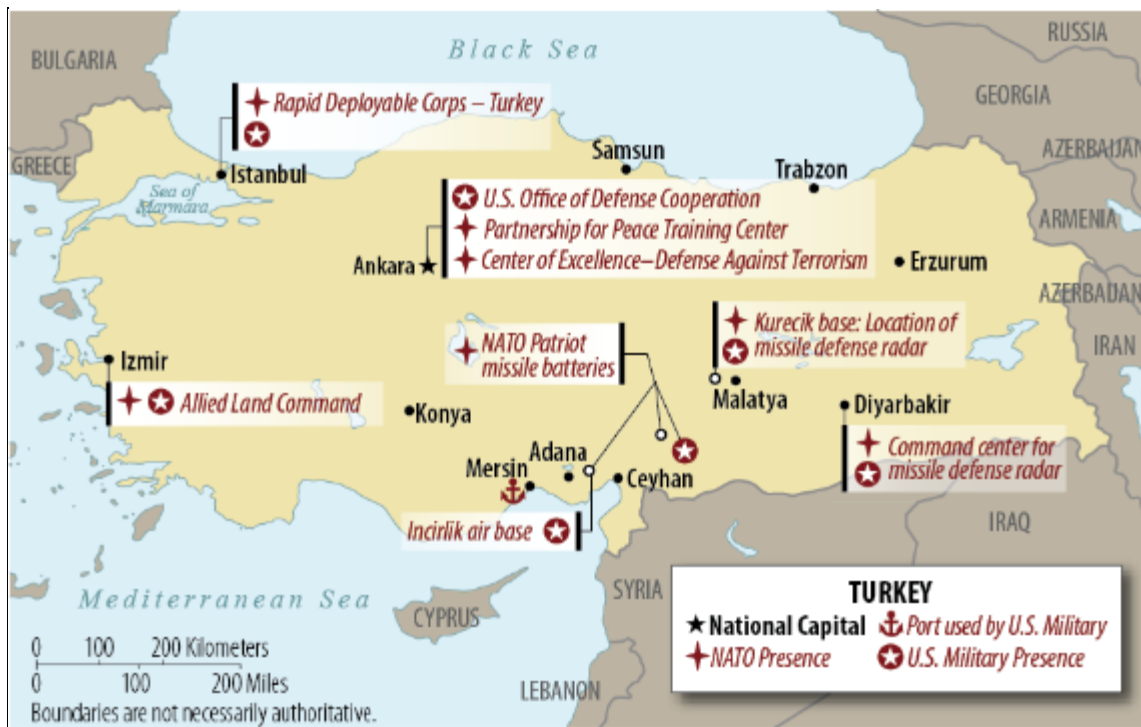 BULGARIA
Black Sea
RUSSIA
GEORGIA
Rapid Deployable Corps – Turkey
GREECE
Istanbul
Sea of
Marmara
Samsun
Trabzon
AZERBAIJAN
ARMENIA
U.S. Office of Defense Cooperation
Partnership for Peace Training Center
Center of Excellence–Defense Against Terrorism
Ankara
Erzurum
AZERBAIJAN
IRAN
NATO Patriot
missile batteries
Kurecik base: Location of
missile defense radar
Izmir
Allied Land Command
Konya
Malatya
Diyarbakir
Command center for
missile defense radar
Adana
Mersin
Ceyhan
Incirlik air base
IRAQ
SYRIA
Mediterranean Sea
CYPRUS
LEBANON
TURKEY
National Capital
Port used by U.S. Military
NATO Presence
U.S. Military Presence
0 100 200 Kilometers
0 100 200 Miles
Boundaries are not necessarily authoritative.